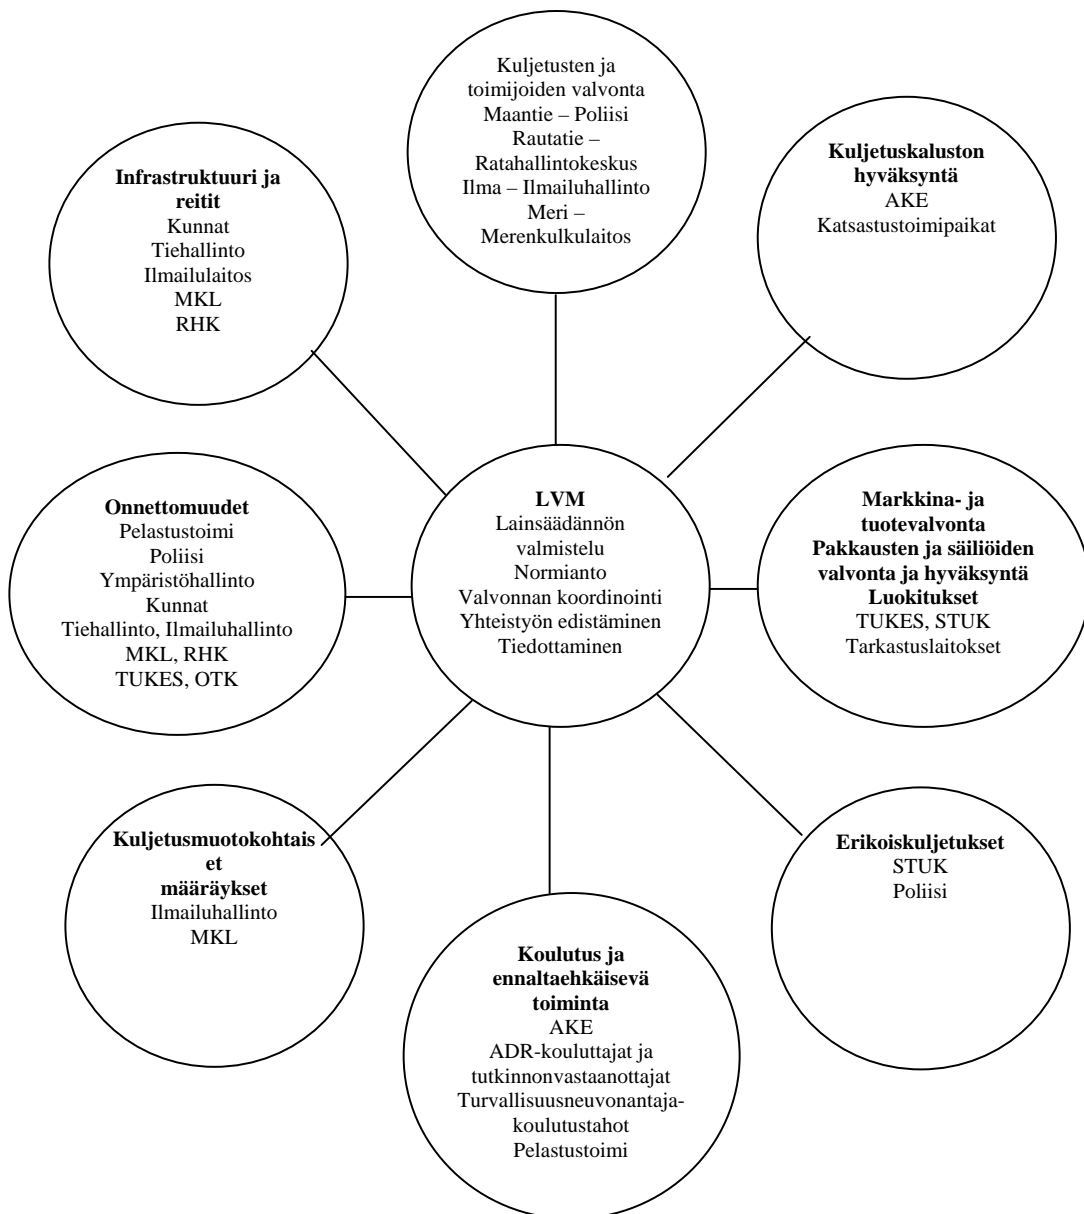 Kuljetusten ja
toimijoiden valvonta
Maantie – Poliisi
Rautatie –
Ratahallintokeskus
Ilma – Ilmailuhallinto
Meri –
Merenkulkulaitos
Infrastruktuuri ja
reitit
Kunnat
Tiehallinto
Ilmailulaitos
MKL
RHK
Kuljetuskaluston
hyväksyntä
AKE
Katsastustoimipaikat
Onnettomuudet
Pelastustoimi
Poliisi
Ympäristöhallinto
Kunnat
Tiehallinto, Ilmailuhallinto
MKL, RHK
TUKES, OTK
LVM
Lainsäädännön
valmistelu
Normianto
Valvonnan koordinointi
Yhteistyön edistäminen
Tiedottaminen
Markkina- ja
tuotevalvonta
Pakkausten ja säiliöiden
valvonta ja hyväksyntä
Luokitukset
TUKES, STUK
Tarkastuslaitokset
Kuljetusmuotokohtais
et
määräykset
Ilmailuhallinto
MKL
Koulutus ja
ennaltaehkäisevä
toiminta
AKE
ADR-kouluttajat ja
tutkinnonvastaanottajat
Turvallisuusneuvonantaja-
koulutustahot
Pelastustoimi
Erikoiskuljetukset
STUK
Poliisi